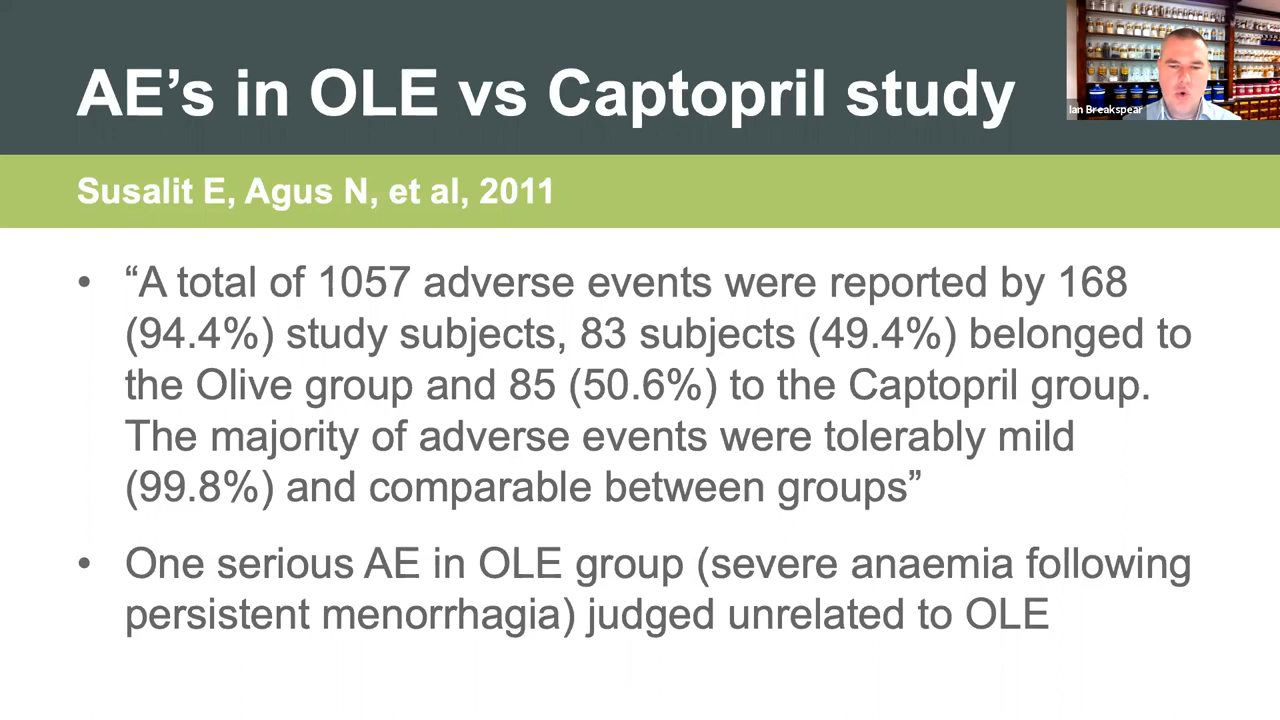 AE's in OLE vs Captopril study
Ian Breakspear
Susalit E, Agus N, et al, 2011
• “A total of 1057 adverse events were reported by 168
(94.4%) study subjects, 83 subjects (49.4%) belonged to
the Olive group and 85 (50.6%) to the Captopril group.
The majority of adverse events were tolerably mild
(99.8%) and comparable between groups”
• One serious AE in OLE group (severe anaemia following
persistent menorrhagia) judged unrelated to OLE